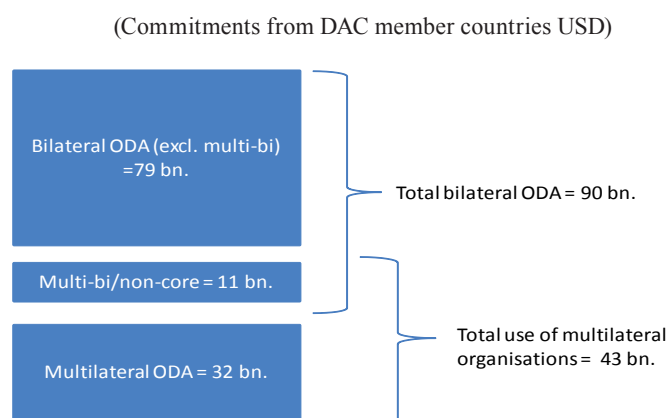 (Commitments from DAC member countries USD)
Bilateral ODA (excl. multi-bi)
=79 bn.
Total bilateral ODA = 90 bn.
Multi-bi/non-core = 11 bn.
Total use of multilateral
organisations = 43 bn.
Multilateral ODA = 32 bn.